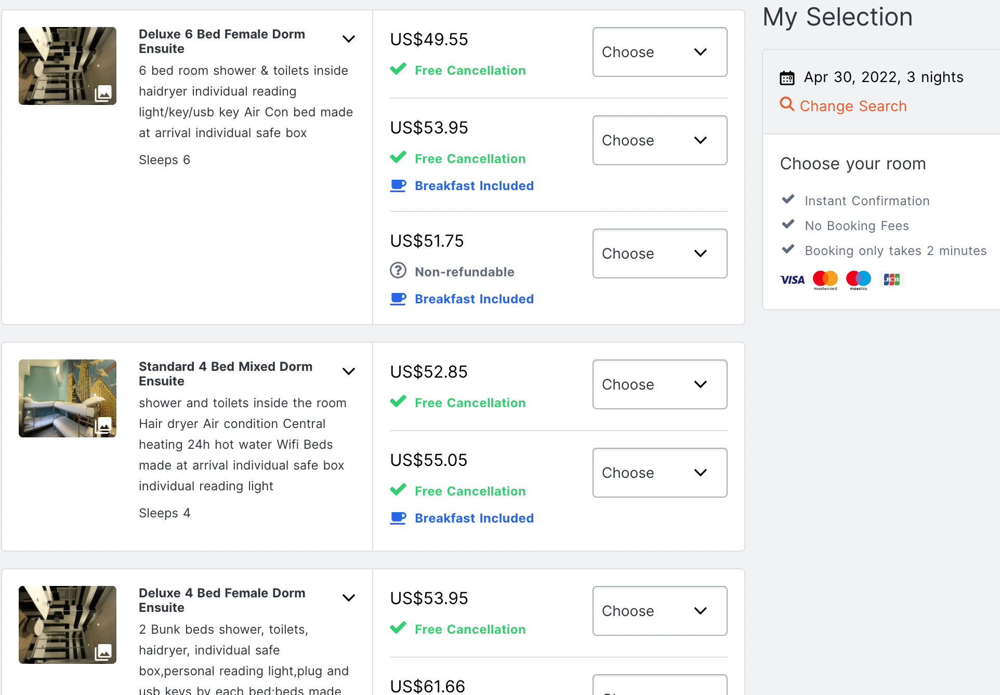 Deluxe 6 Bed Female Dorm
Ensuite
6 bed room shower & toilets inside
haidryer individual reading
light/key/usb key Air Con bed made
at arrival individual safe box
Sleeps 6
US$49.55
Free Cancellation
Choose
US$53.95
Free Cancellation
Breakfast Included
Choose
US$51.75
Non-refundable
Breakfast Included
Choose
Standard 4 Bed Mixed Dorm
Ensuite
shower and toilets inside the room
Hair dryer Air condition Central
heating 24h hot water Wifi Beds
made at arrival individual safe box
individual reading light
Sleeps 4
US$52.85
Free Cancellation
Choose
US$55.05
Free Cancellation
Breakfast Included
Choose
Deluxe 4 Bed Female Dorm
Ensuite
2 Bunk beds shower, toilets,
haidryer, individual safe
box,personal reading light,plug and
usb keys by each bed;beds made
US$53.95
Free Cancellation
Choose
US$61.66
My Selection
Apr 30, 2022, 3 nights
Change Search
Choose your room
Instant Confirmation
No Booking Fees
Booking only takes 2 minutes
VISA
mastercard
maestro
JCB